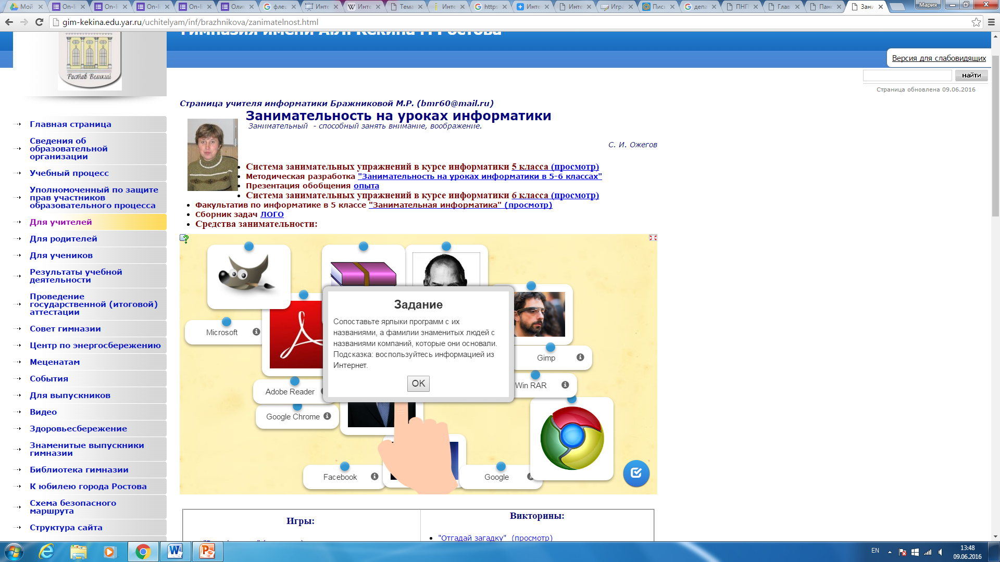 Мой
On-li
On-li
On-li
On-li
Оли
флеш
Инте
Инте
Тема
Инте
https
Инте
Инте
Игра
Пись
депа
ПНП
Глав
Пане
Зани
Мария
gim-kekina.edu.yar.ru/uchitelyam/inf/brazhnikova/zanimatelnost.html
Гимназия имени А.Л. Кекина г. Ростова
Ростов Великий
Версия для слабовидящих
найти
Страница обновлена 09.06.2016
Главная страница
Сведения об
образовательной
организации
Учебный процесс
Уполномоченный по защите
прав участников
образовательного процесса
Для учителей
Для родителей
Для учеников
Результаты учебной
деятельности
Проведение
государственной (итоговой)
аттестации
Совет гимназии
Центр по энергосбережению
Меценатам
События
Для выпускников
Видео
Здоровьесбережение
Знаменитые выпускники
гимназии
Библиотека гимназии
К юбилею города Ростова
Схема безопасного
маршрута
Структура сайта
Страница учителя информатики Бражниковой М.Р. (bmr60@mail.ru)
Занимательность на уроках информатики
Занимательный - способный занять внимание, воображение.
С. И. Ожегов
Система занимательных упражнений в курсе информатики 5 класса (просмотр)
Методическая разработка "Занимательность на уроках информатики в 5-6 классах"
Презентация обобщения опыта
Система занимательных упражнений в курсе информатики 6 класса (просмотр)
Факультатив по информатике в 5 классе "Занимательная информатика" (просмотр)
Сборник задач ЛОГО
Средства занимательности:
Microsoft
Adobe Reader
Google Chrome
Facebook
Google
Gimp
Win RAR
Задание
Сопоставьте ярлыки программ с их
названиями, а фамилии знаменитых людей с
названиями компаний, которые они основали.
Подсказка: воспользуйтесь информацией из
Интернет.
OK
Игры:
Викторины:
"Отгадай загадку" (просмотр)
EN
13:48
09.06.2016